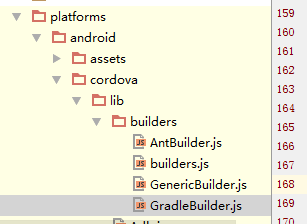 platforms
android
assets
cordova
lib
builders
AntBuilder.js
builders.js
GenericBuilder.js
GradleBuilder.js
159
160
161
162
163
164
165
166
167
168
169
170